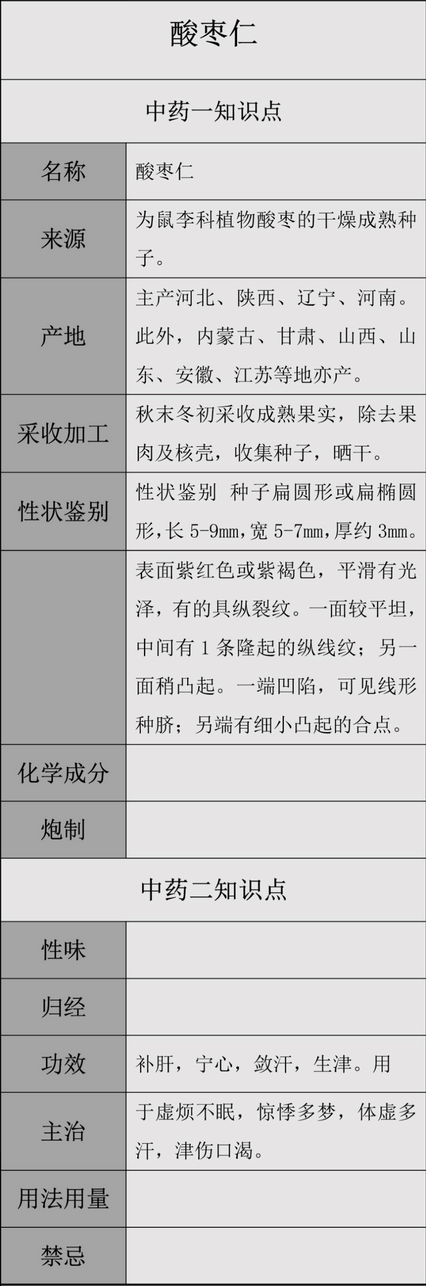 酸枣仁
中药一知识点
名称
酸枣仁
来源
为鼠李科植物酸枣的干燥成熟种
子。
产地
主产河北、陕西、辽宁、河南。
此外，内蒙古、甘肃、山西、山
东、安徽、江苏等地亦产。
采收加工
秋末冬初采收成熟果实，除去果
肉及核壳，收集种子，晒干。
性状鉴别
性状鉴别 种子扁圆形或扁椭圆
形，长 5-9mm，宽 5-7mm，厚约 3mm。
表面紫红色或紫褐色，平滑有光
泽，有的具纵裂纹。一面较平坦，
中间有 1 条隆起的纵线纹；另一
面稍凸起。一端凹陷，可见线形
种脐；另端有细小凸起的合点。
化学成分
炮制
中药二知识点
性味
归经
功效
补肝，宁心，敛汗，生津。用
主治
于虚烦不眠，惊悸多梦，体虚多
汗，津伤口渴。
用法用量
禁忌